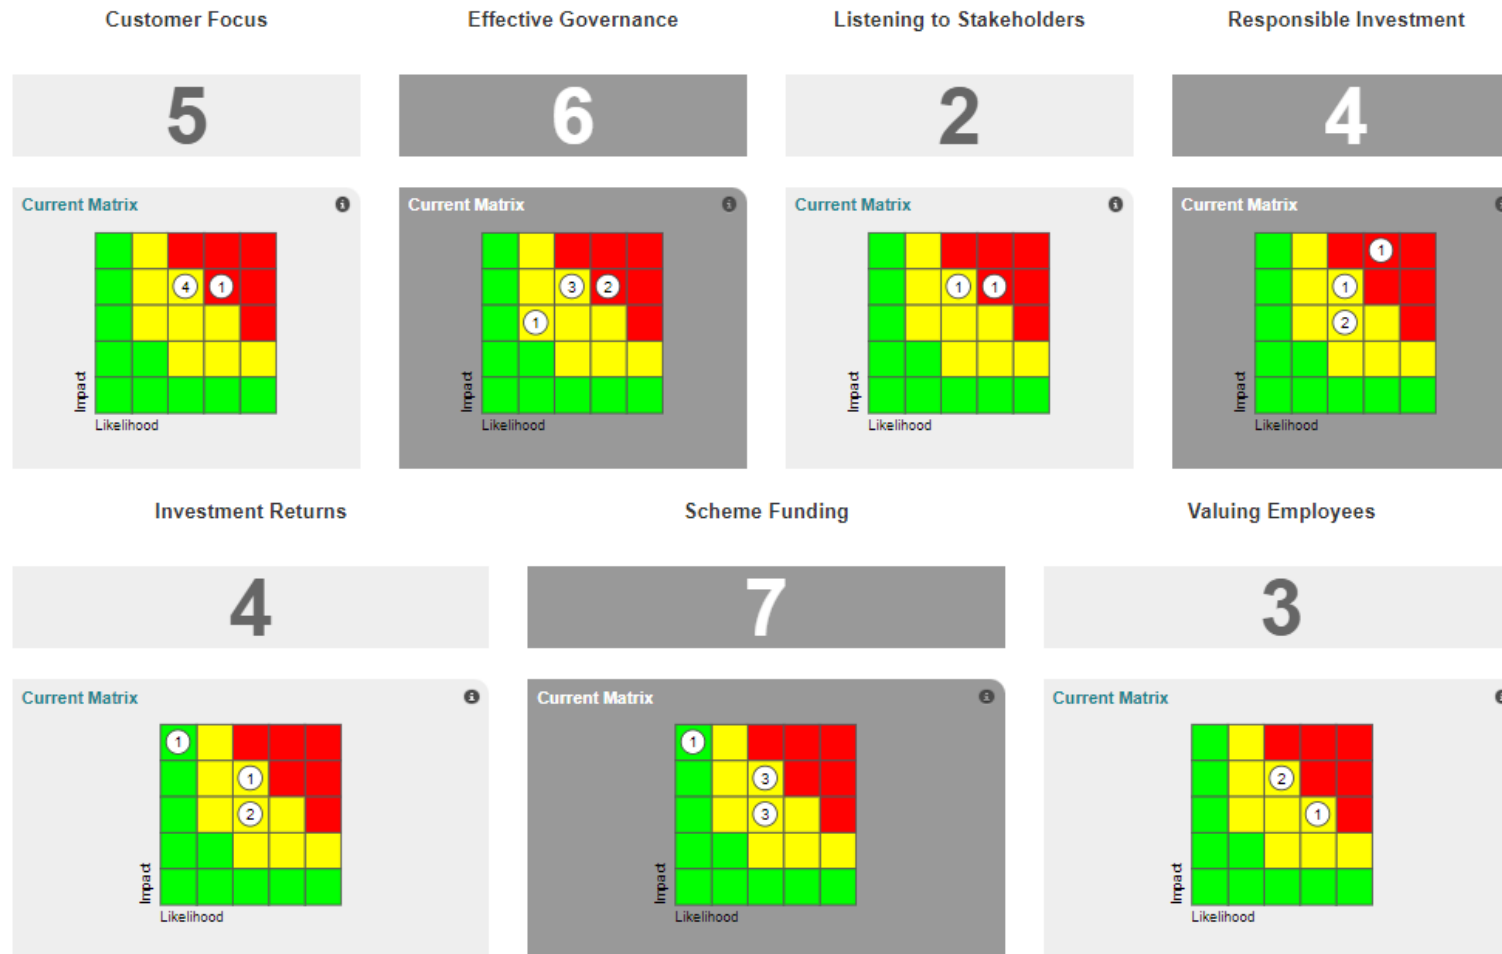 Customer Focus
Effective Governance
Listening to Stakeholders
Responsible Investment
5
6
2
4
Current Matrix
4
1
Impact
Likelihood
Current Matrix
3
2
1
Impact
Likelihood
Current Matrix
1
1
Impact
Likelihood
Current Matrix
1
1
2
Impact
Likelihood
Investment Returns
Scheme Funding
Valuing Employees
4
7
3
Current Matrix
1
1
2
Impact
Likelihood
Current Matrix
1
3
3
Impact
Likelihood
Current Matrix
2
1
Impact
Likelihood